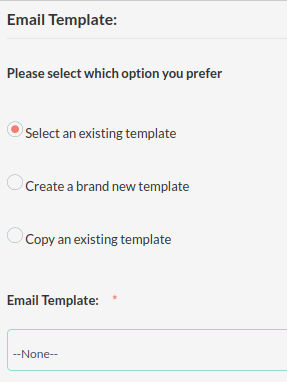 Email Template:
Please select which option you prefer
Select an existing template
Create a brand new template
Copy an existing template
Email Template: *
--None--